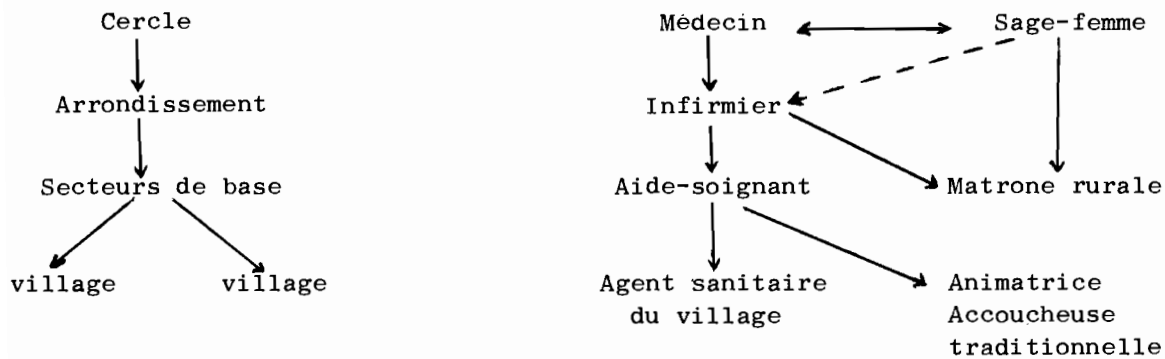 Cercle
Arrondissement
Secteurs de base
village village
Médecin Sage-femme
Infirmier
Aide-soignant Matrone rurale
Agent sanitaire
du village
Animatrice
Accoucheuse
traditionnelle